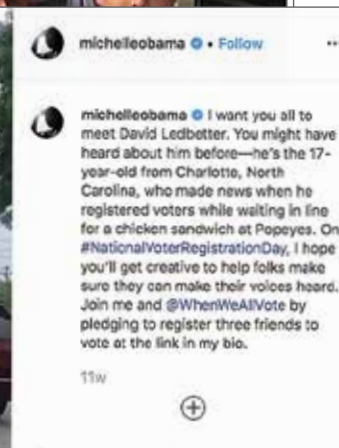 michelleobama • Follow
michelleobama I want you all to
meet David Ledbetter. You might have
heard about him before—he's the 17-
year-old from Charlotte, North
Carolina, who made news when he
registered voters while waiting in line
for a chicken sandwich at Popeyes. On
#NationalVoterRegistrationDay, I hope
you'll get creative to help folks make
sure they can make their voices heard.
Join me and @WhenWeAllVote by
pledging to register three friends to
vote at the link in my bio.
11w